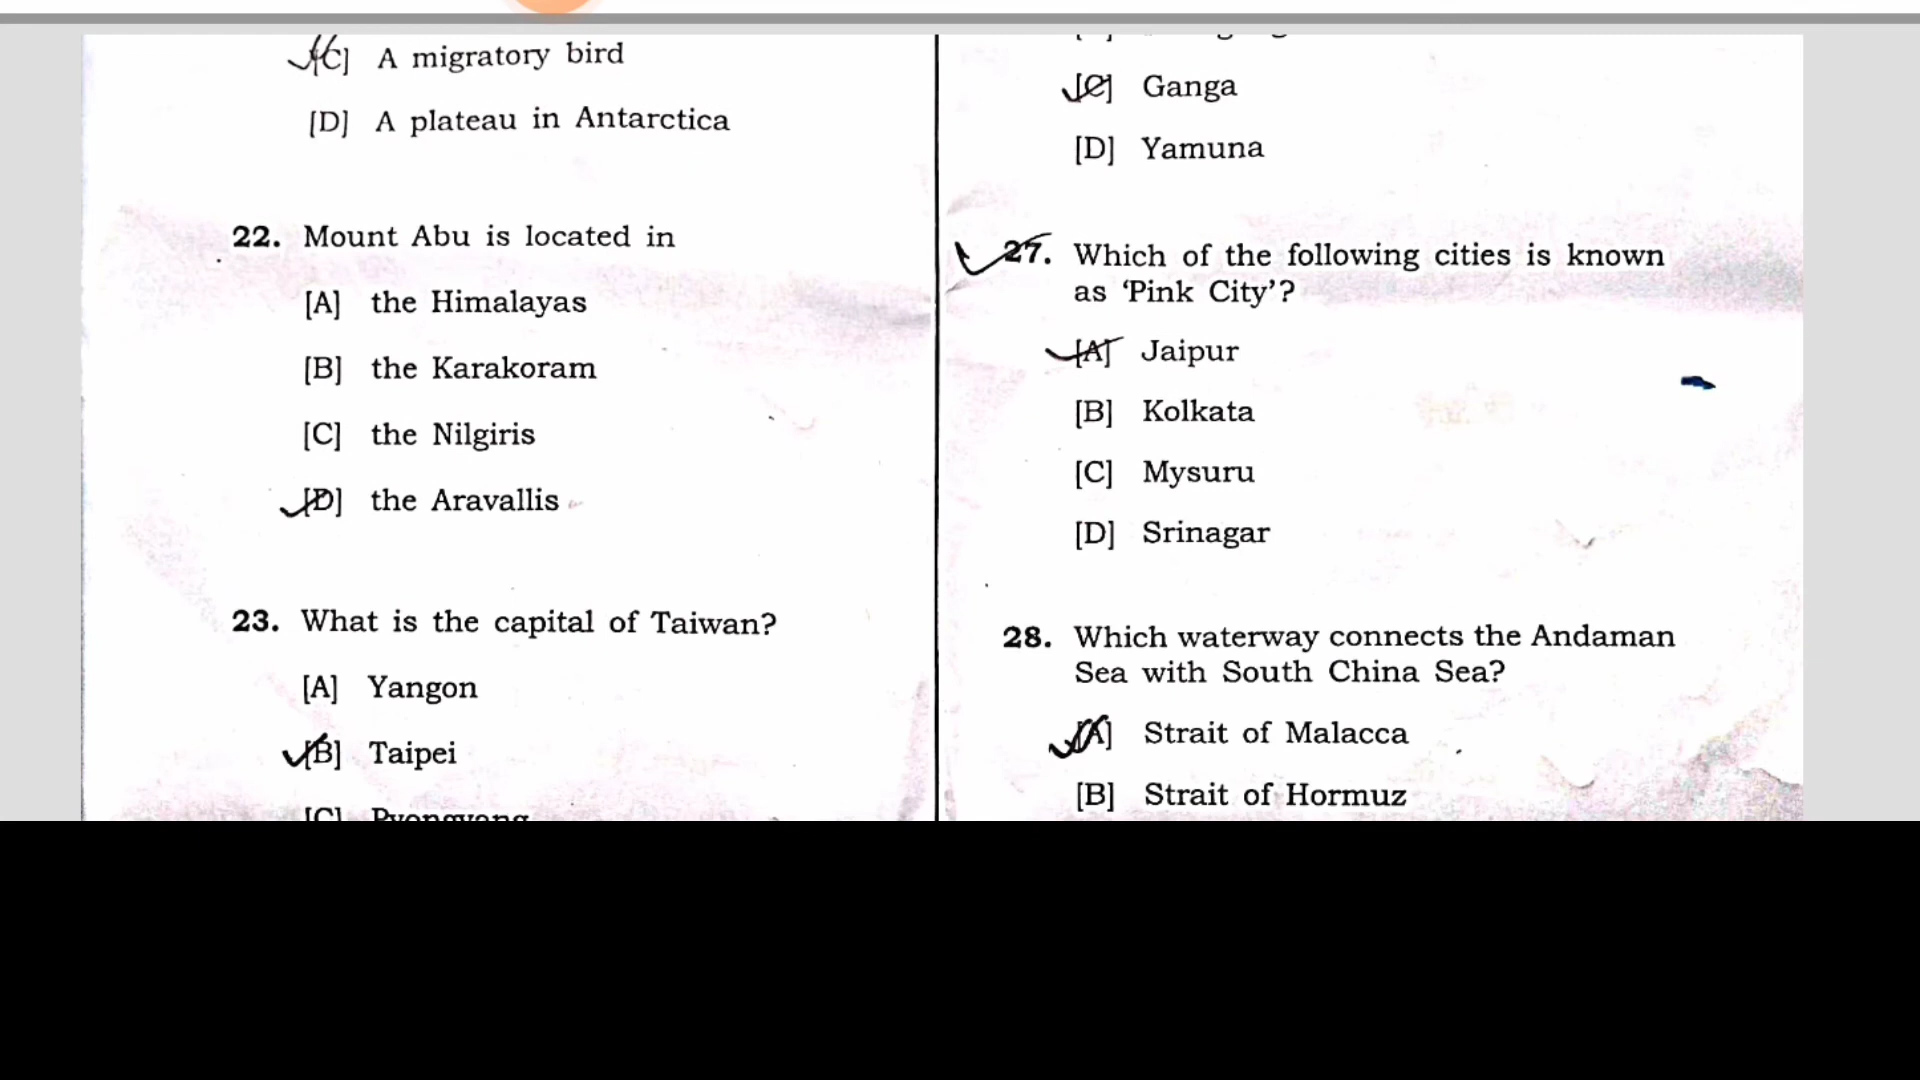 [C] A migratory bird
[D] A plateau in Antarctica
22. Mount Abu is located in
[A] the Himalayas
[B] the Karakoram
[C] the Nilgiris
[D] the Aravallis
23. What is the capital of Taiwan?
[A] Yangon
[B] Taipei
[C] Pyongyang
[C] Ganga
[D] Yamuna
27. Which of the following cities is known
as ‘Pink City’?
[A] Jaipur
[B] Kolkata
[C] Mysuru
[D] Srinagar
28. Which waterway connects the Andaman
Sea with South China Sea?
[A] Strait of Malacca
[B] Strait of Hormuz